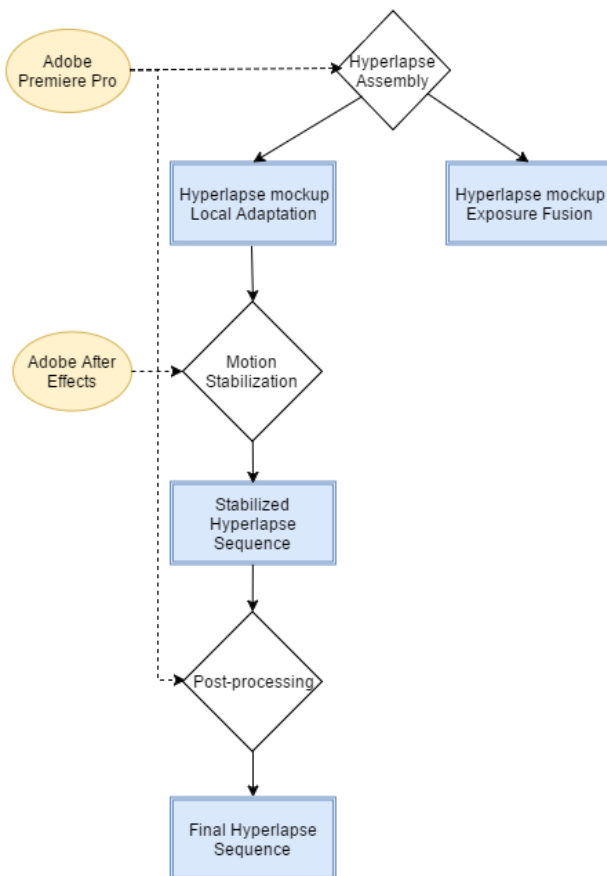 Adobe
Premiere Pro
Hyperlapse
Assembly
Hyperlapse mockup
Local Adaptation
Hyperlapse mockup
Exposure Fusion
Adobe After
Effects
Motion
Stabilization
Stabilized
Hyperlapse
Sequence
Post-processing
Final Hyperlapse
Sequence